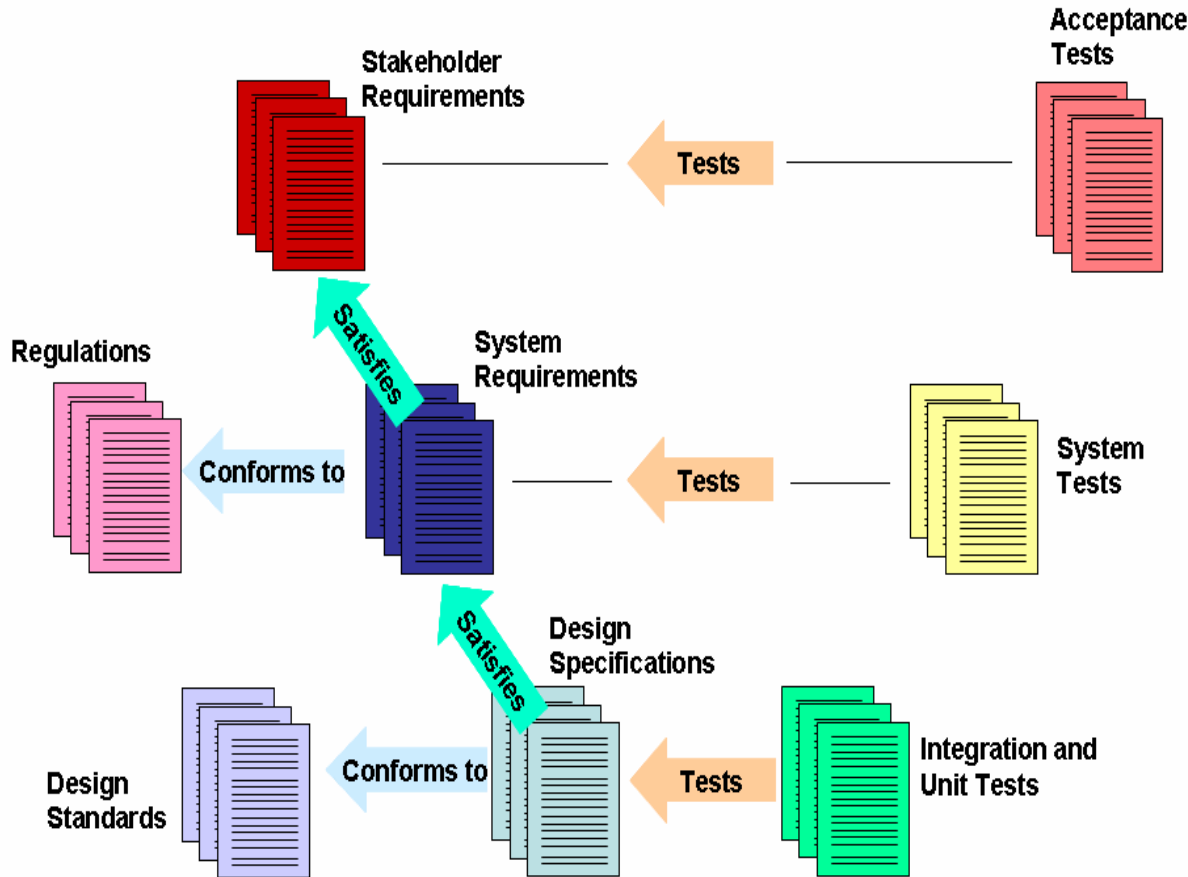 Acceptance
Tests
Stakeholder
Requirements
Tests
Satisfies
Regulations
System
Requirements
Conforms to
Tests
System
Tests
Satisfies
Design
Specifications
Design
Standards
Conforms to
Tests
Integration and
Unit Tests